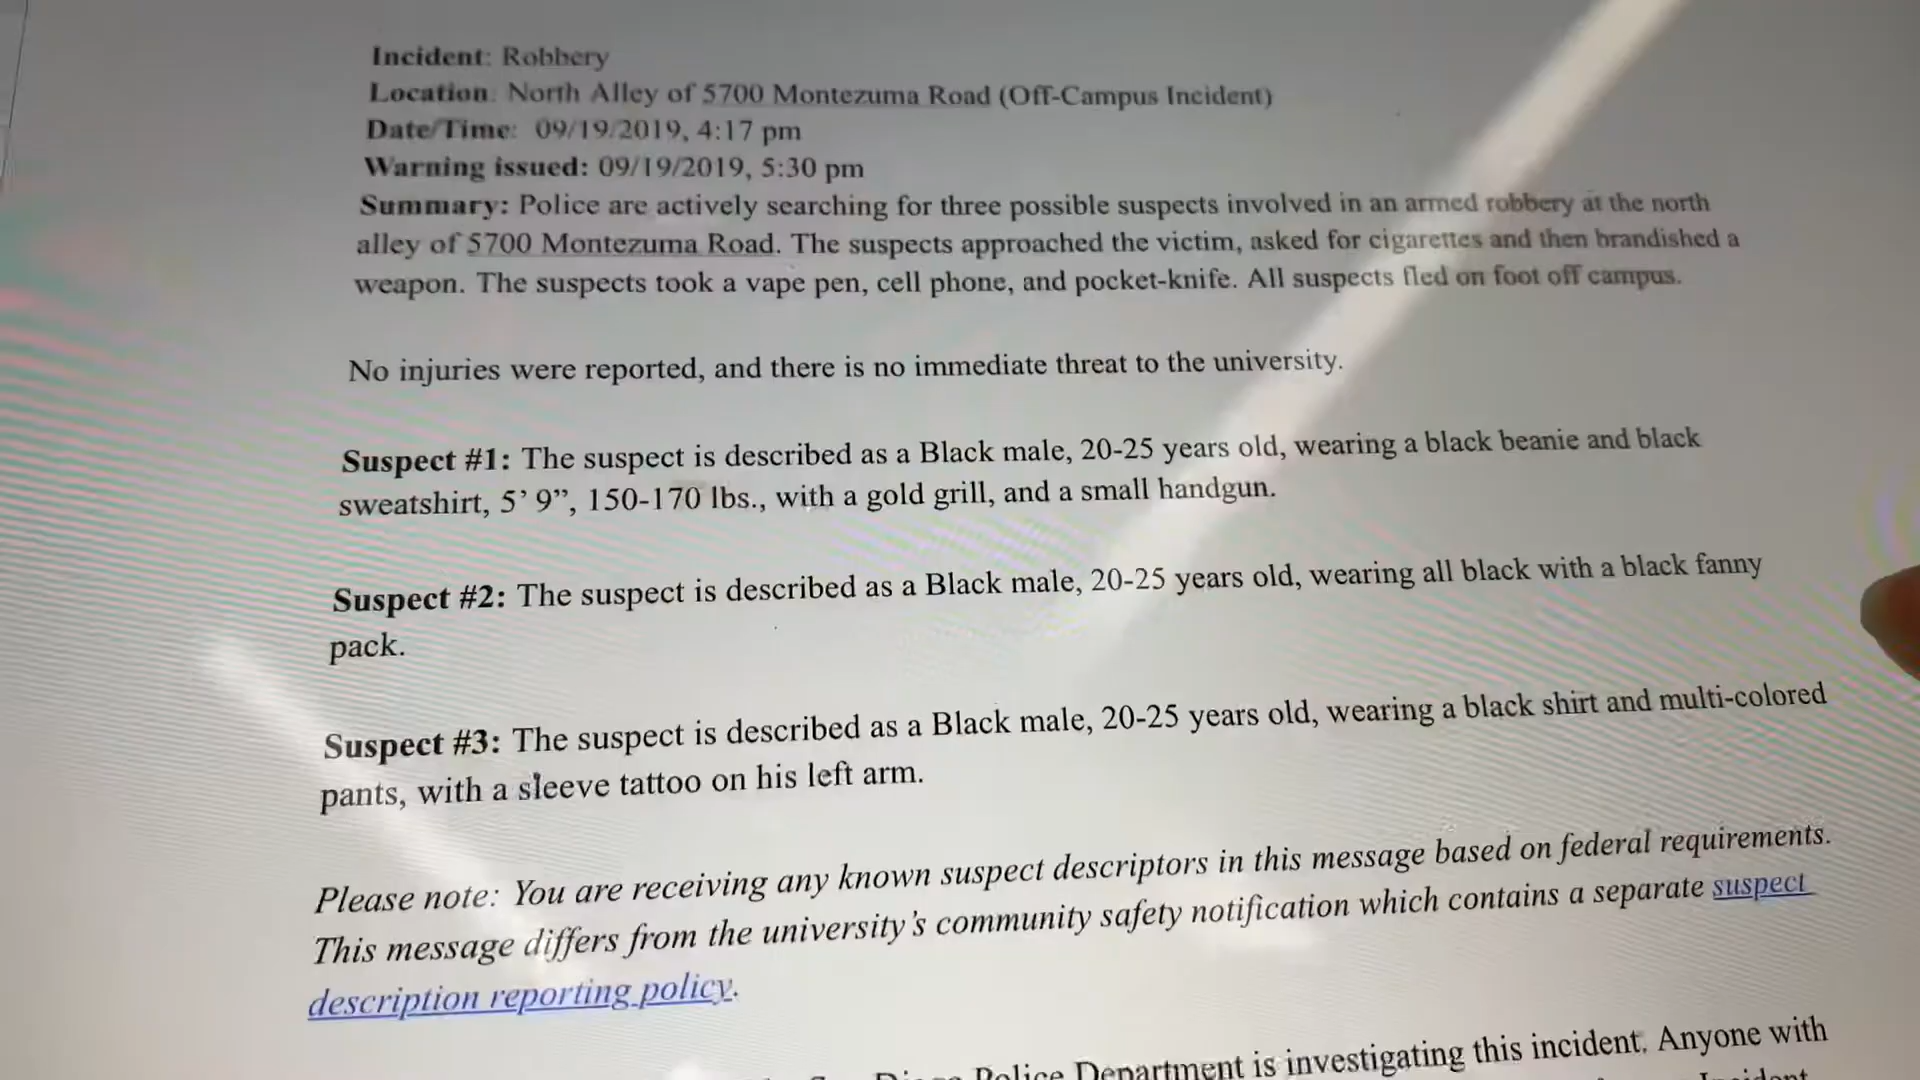 Incident: Robbery
Location: North Alley of 5700 Montezuma Road (Off-Campus Incident)
Date/Time: 09/19/2019, 4:17 pm
Warning issued: 09/19/2019, 5:30 pm
Summary: Police are actively searching for three possible suspects involved in an armed robbery at the north
alley of 5700 Montezuma Road. The suspects approached the victim, asked for cigarettes and then brandished a
weapon. The suspects took a vape pen, cell phone, and pocket-knife. All suspects fled on foot off campus.
No injuries were reported, and there is no immediate threat to the university.
Suspect #1: The suspect is described as a Black male, 20-25 years old, wearing a black beanie and black
sweatshirt, 5’ 9”, 150-170 lbs., with a gold grill, and a small handgun.
Suspect #2: The suspect is described as a Black male, 20-25 years old, wearing all black with a black fanny
pack.
Suspect #3: The suspect is described as a Black male, 20-25 years old, wearing a black shirt and multi-colored
pants, with a sleeve tattoo on his left arm.
Please note: You are receiving any known suspect descriptors in this message based on federal requirements.
This message differs from the university’s community safety notification which contains a separate suspect
description reporting policy.
Police Department is investigating this incident. Anyone with